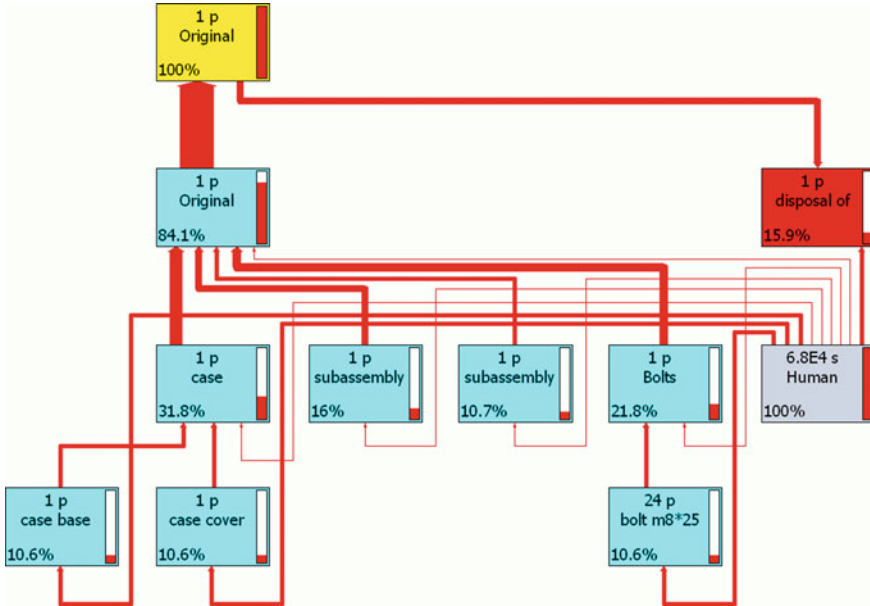 1 p
Original
100%
1 p
Original
84.1%
1 p
disposal of
15.9%
1 p
case
31.8%
1 p
subassembly
16%
1 p
subassembly
10.7%
1 p
Bolts
21.8%
6.8E4 s
Human
100%
1 p
case base
10.6%
1 p
case cover
10.6%
24 p
bolt m8*25
10.6%